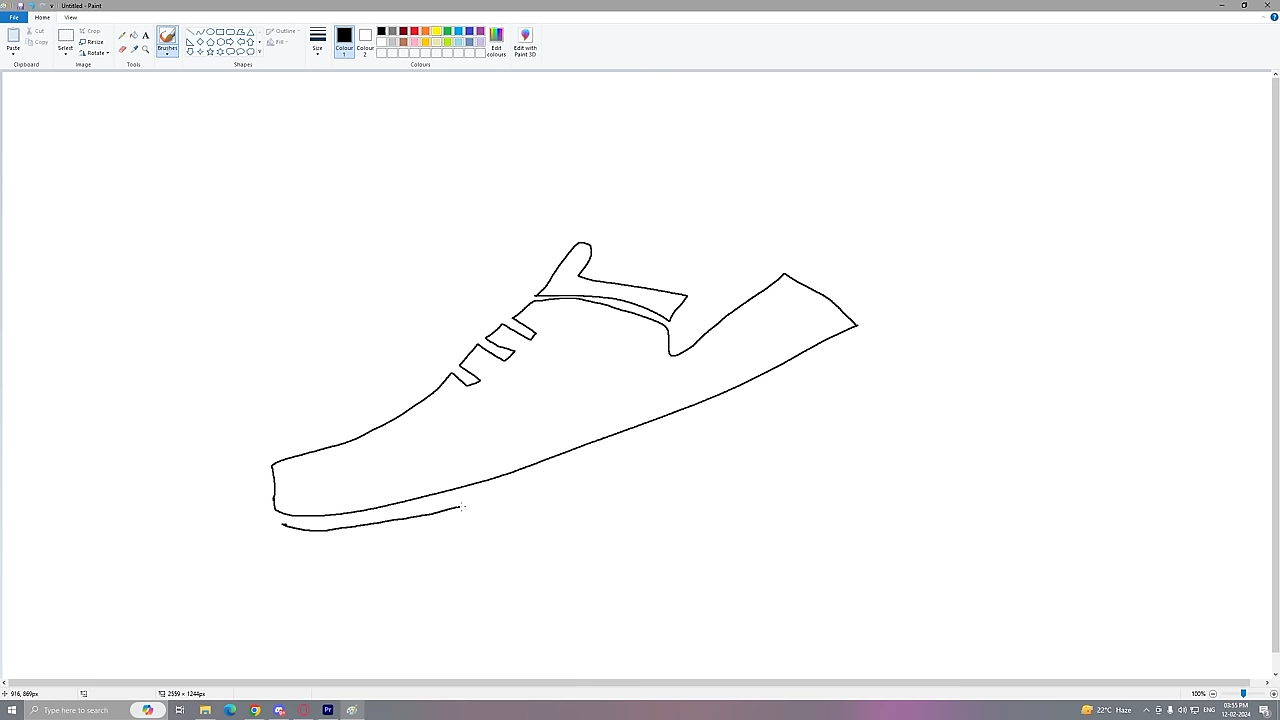 Untitled - Paint
File Home View
Paste
Cut
Copy
Clipboard
Select
Crop
Resize
Rotate
Image
A
Tools
Brushes
Outline
Fill
Shapes
Size
Colour 1
Colour 2
Edit colours
Colours
Edit with Paint 3D
916, 869px
2559 × 1244px
100%
Type here to search
Pr
22°C Haze
ENG
03:55 PM
12-02-2024